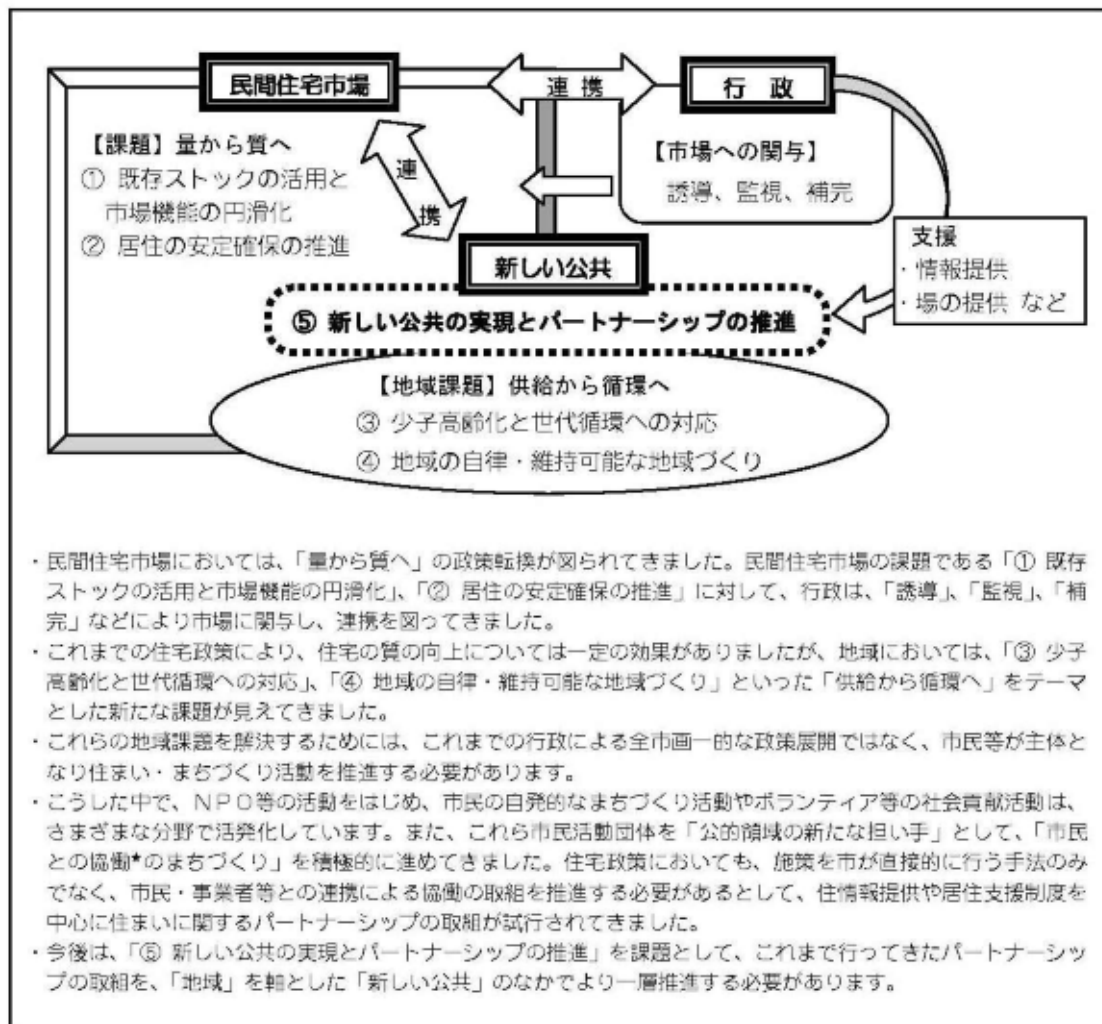 民間住宅市場
連携
行 政
【課題】量から質へ
① 既存ストックの活用と
市場機能の円滑化
② 居住の安定確保の推進
連携
【市場への関与】
誘導、監視、補完
新しい公共
支援
・情報提供
・場の提供 など
⑤ 新しい公共の実現とパートナーシップの推進
【地域課題】供給から循環へ
③ 少子高齢化と世代循環への対応
④ 地域の自律・維持可能な地域づくり
・民間住宅市場においては、「量から質へ」の政策転換が図られてきました。民間住宅市場の課題である「① 既存
ストックの活用と市場機能の円滑化」、「② 居住の安定確保の推進」に対して、行政は、「誘導」、「監視」、「補
完」などにより市場に関与し、連携を図ってきました。
・これまでの住宅政策により、住宅の質の向上については一定の効果がありましたが、地域においては、「③ 少子
高齢化と世代循環への対応」、「④ 地域の自律・維持可能な地域づくり」といった「供給から循環へ」をテーマ
とした新たな課題が見えてきました。
・これらの地域課題を解決するためには、これまでの行政による全市画一的な政策展開ではなく、市民等が主体と
なり住まい・まちづくり活動を推進する必要があります。
・こうした中で、NPO等の活動をはじめ、市民の自発的なまちづくり活動やボランティア等の社会貢献活動は、
さまざまな分野で活発化しています。また、これら市民活動団体を「公的領域の新たな担い手」として、「市民
との協働*のまちづくり」を積極的に進めてきました。住宅政策においても、施策を市が直接的に行う手法のみ
でなく、市民・事業者等との連携による協働の取組を推進する必要があるとして、住情報提供や居住支援制度を
中心に住まいに関するパートナーシップの取組が試行されてきました。
・今後は、「⑤ 新しい公共の実現とパートナーシップの推進」を課題として、これまで行ってきたパートナーシッ
プの取組を、「地域」を軸とした「新しい公共」のなかでより一層推進する必要があります。